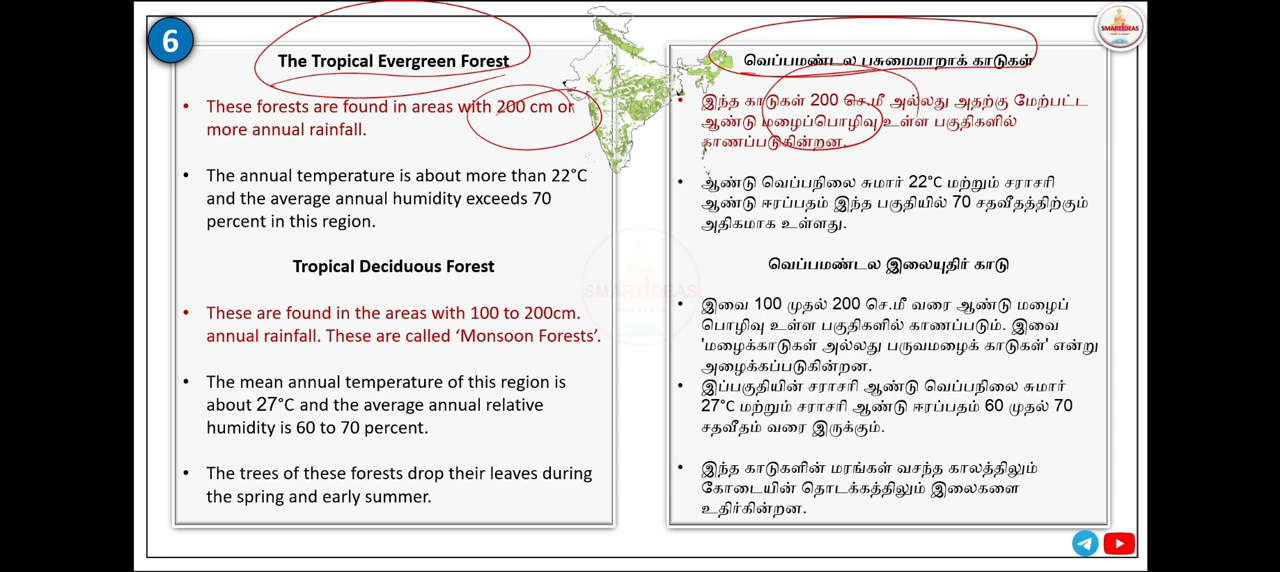 6
SMART IDEAS
The Tropical Evergreen Forest
• These forests are found in areas with 200 cm or
more annual rainfall.
• The annual temperature is about more than 22°C
and the average annual humidity exceeds 70
percent in this region.
Tropical Deciduous Forest
• These are found in the areas with 100 to 200cm.
annual rainfall. These are called ‘Monsoon Forests’.
• The mean annual temperature of this region is
about 27°C and the average annual relative
humidity is 60 to 70 percent.
• The trees of these forests drop their leaves during
the spring and early summer.
வெப்பமண்டல பசுமைமாறாக் காடுகள்
• இந்த காடுகள் 200 செ.மீ அல்லது அதற்கு மேற்பட்ட
ஆண்டு மழைப்பொழிவு உள்ள பகுதிகளில்
காணப்படுகின்றன.
• ஆண்டு வெப்பநிலை சுமார் 22°C மற்றும் சராசரி
ஆண்டு ஈரப்பதம் இந்த பகுதியில் 70 சதவீதத்திற்கும்
அதிகமாக உள்ளது.
வெப்பமண்டல இலையுதிர் காடு
• இவை 100 முதல் 200 செ.மீ வரை ஆண்டு மழைப்
பொழிவு உள்ள பகுதிகளில் காணப்படும். இவை
'மழைக்காடுகள் அல்லது பருவமழைக் காடுகள்' என்று
அழைக்கப்படுகின்றன.
• இப்பகுதியின் சராசரி ஆண்டு வெப்பநிலை சுமார்
27°C மற்றும் சராசரி ஆண்டு ஈரப்பதம் 60 முதல் 70
சதவீதம் வரை இருக்கும்.
• இந்த காடுகளின் மரங்கள் வசந்த காலத்திலும்
கோடையின் தொடக்கத்திலும் இலைகளை
உதிர்கின்றன.
SMART IDEAS